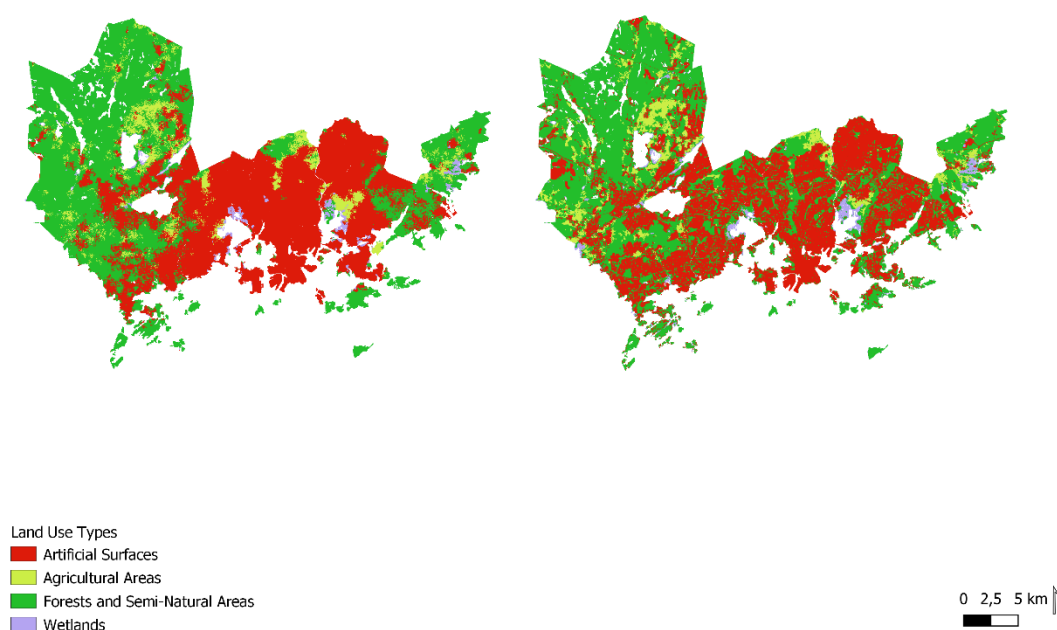 Land Use Types
Artificial Surfaces
Agricultural Areas
Forests and Semi-Natural Areas
Wetlands
0 2,5 5 km